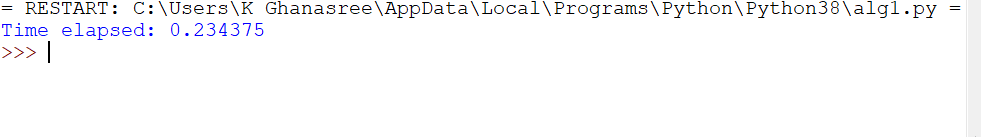 = RESTART: C:\Users\K Ghanasree\AppData\Local\Programs\Python\Python38\alg1.py =
Time elapsed: 0.234375
>>>